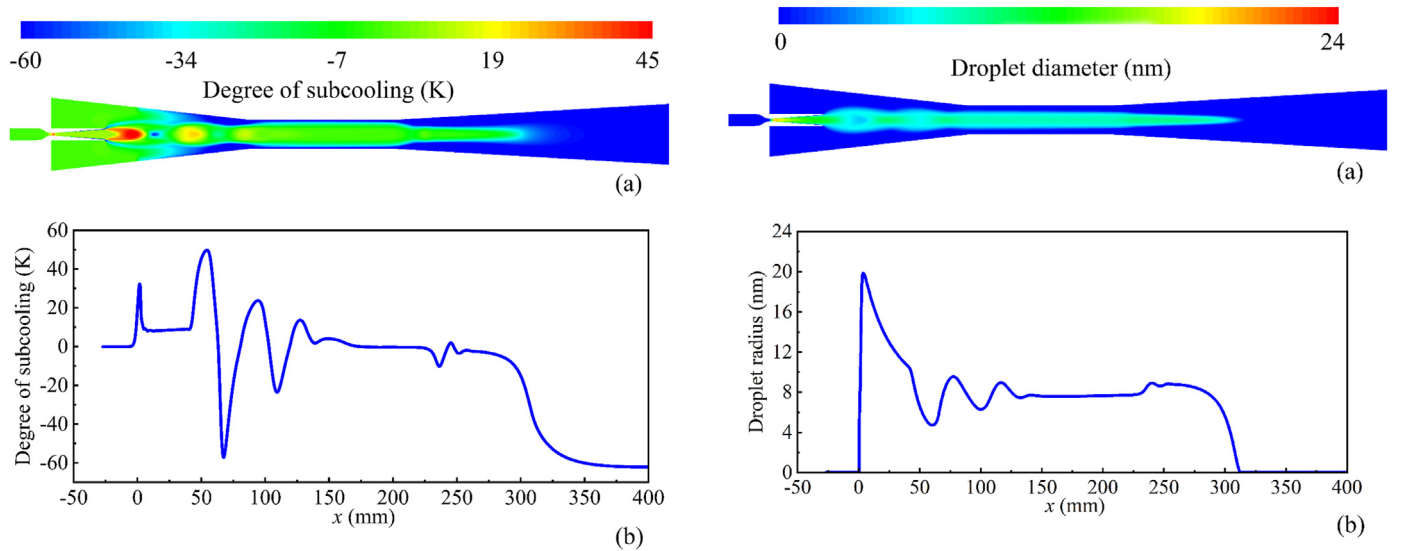 -60 -34 -7 19 45
Degree of subcooling (K)
(a)
60
40
20
0
-20
-40
-60
Degree of subcooling (K)
-50 0 50 100 150 200 250 300 350 400
x (mm)
(b)
0 24
Droplet diameter (nm)
(a)
24
20
16
12
8
4
0
Droplet radius (nm)
-50 0 50 100 150 200 250 300 350 400
x (mm)
(b)